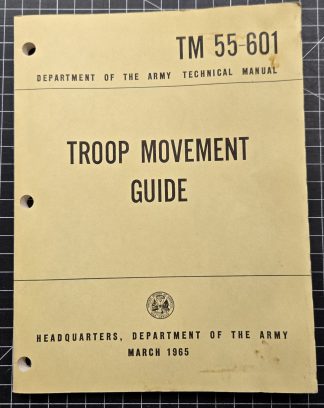 TM 55-601
DEPARTMENT OF THE ARMY TECHNICAL MANUAL
TROOP MOVEMENT
GUIDE
HEADQUARTERS, DEPARTMENT OF THE ARMY
MARCH 1965